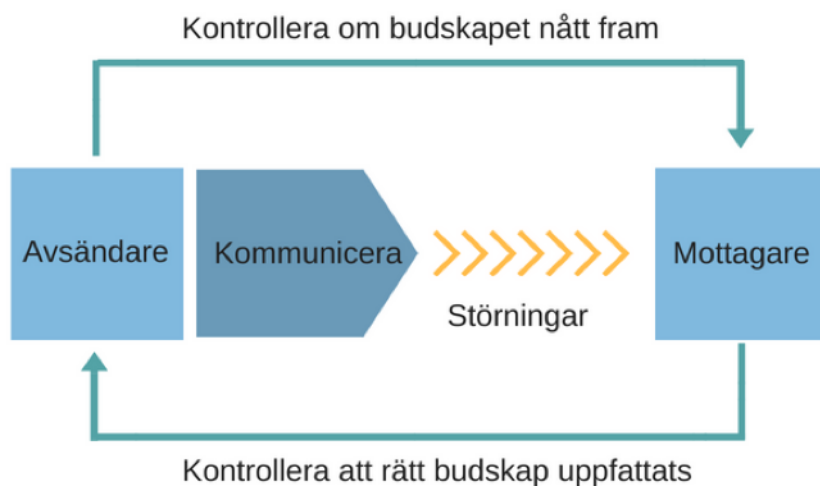 Kontrollera om budskapet nått fram
Avsändare
Kommunicera
Störningar
Mottagare
Kontrollera att rätt budskap uppfattats